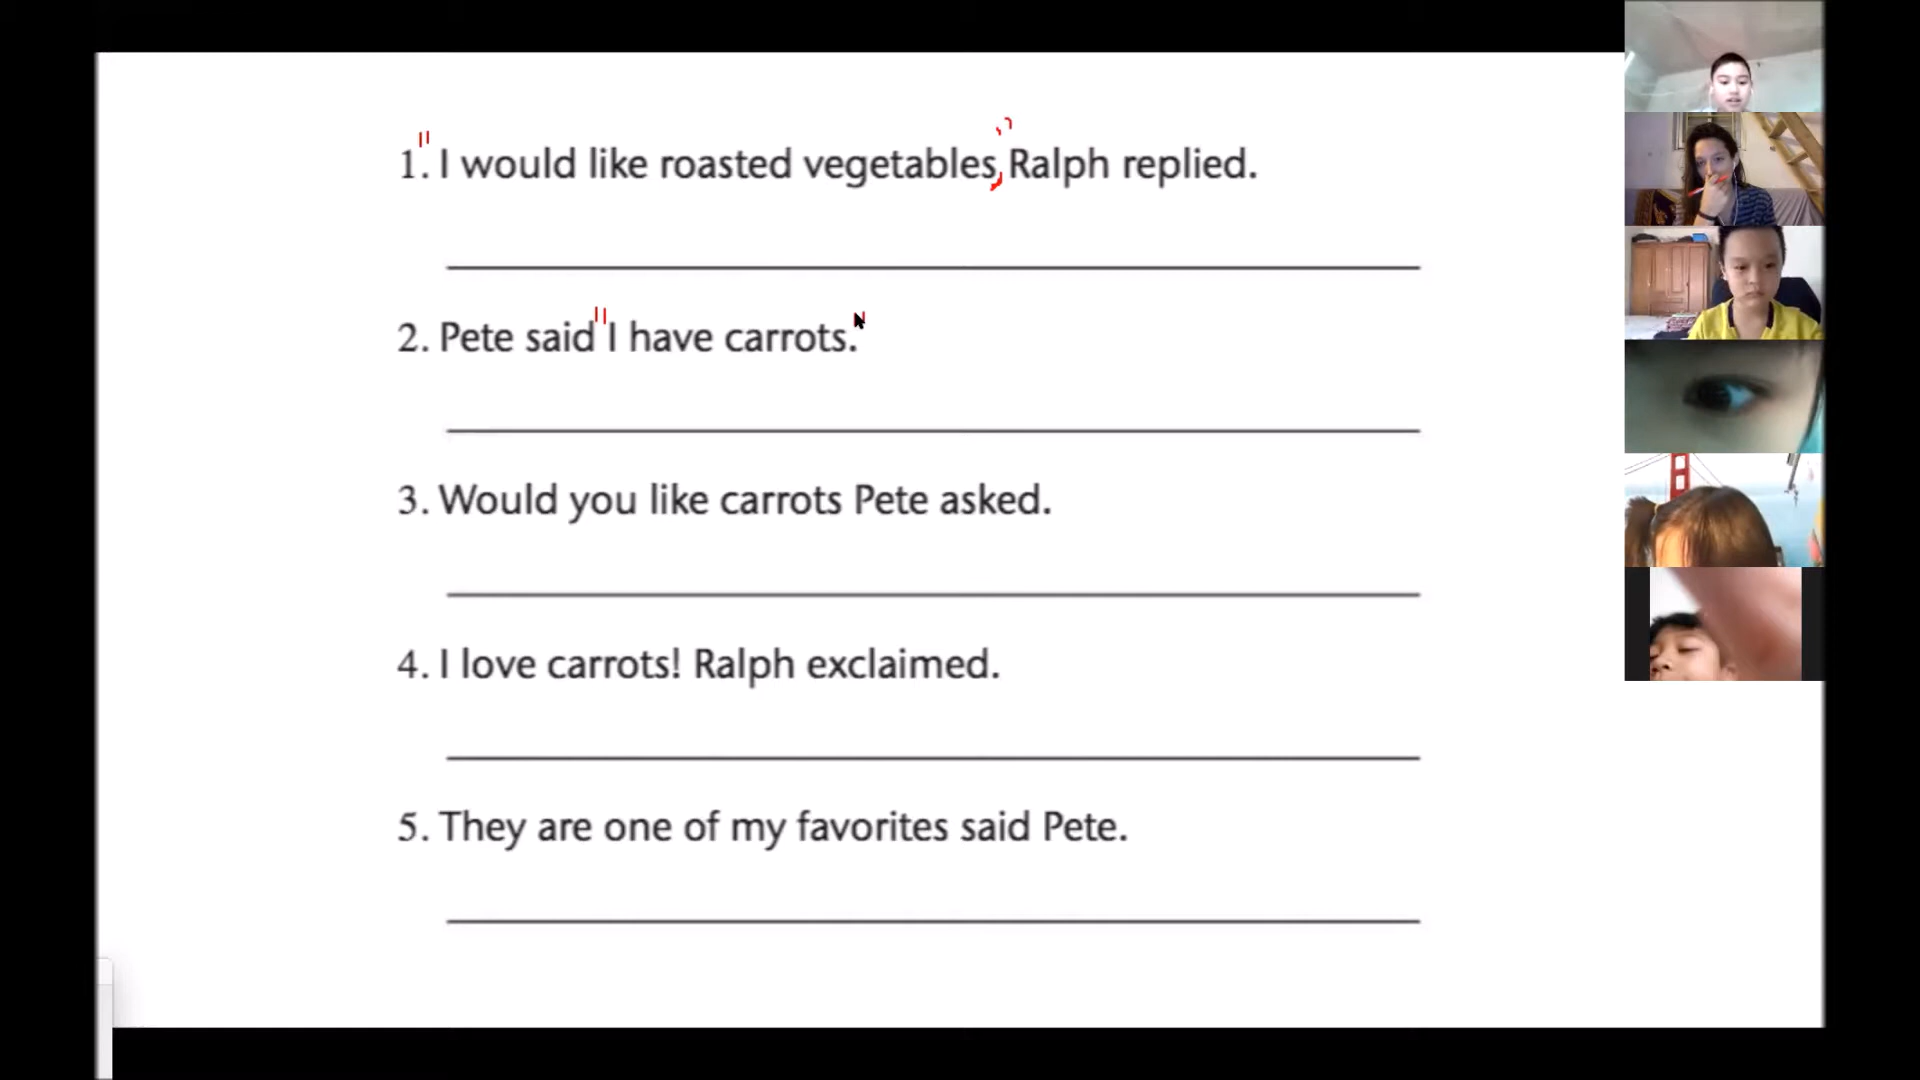 1. "I would like roasted vegetables," Ralph replied.
2. Pete said "I have carrots."
3. Would you like carrots Pete asked.
4. I love carrots! Ralph exclaimed.
5. They are one of my favorites said Pete.